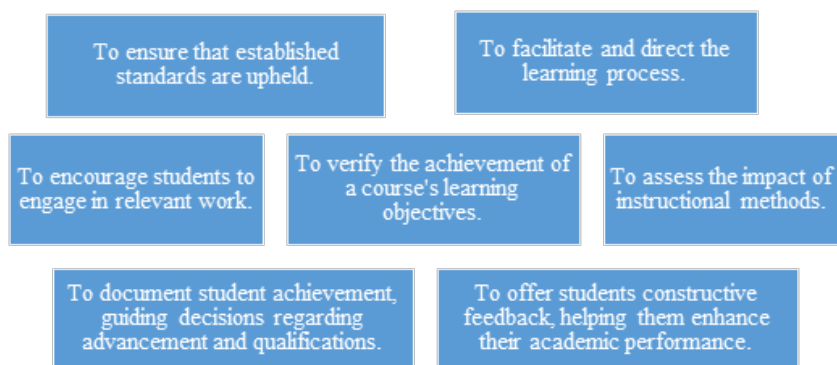 To ensure that established
standards are upheld.
To facilitate and direct the
learning process.
To encourage students to
engage in relevant work.
To verify the achievement of
a course's learning
objectives.
To assess the impact of
instructional methods.
To document student achievement,
guiding decisions regarding
advancement and qualifications.
To offer students constructive
feedback, helping them enhance
their academic performance.